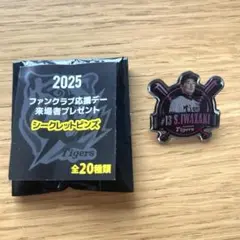 2025
ファンクラブ応援デー
来場者プレゼント
シークレットピンズ
Tigers
全20種類
#13 S.IWAZAKI
Tigers